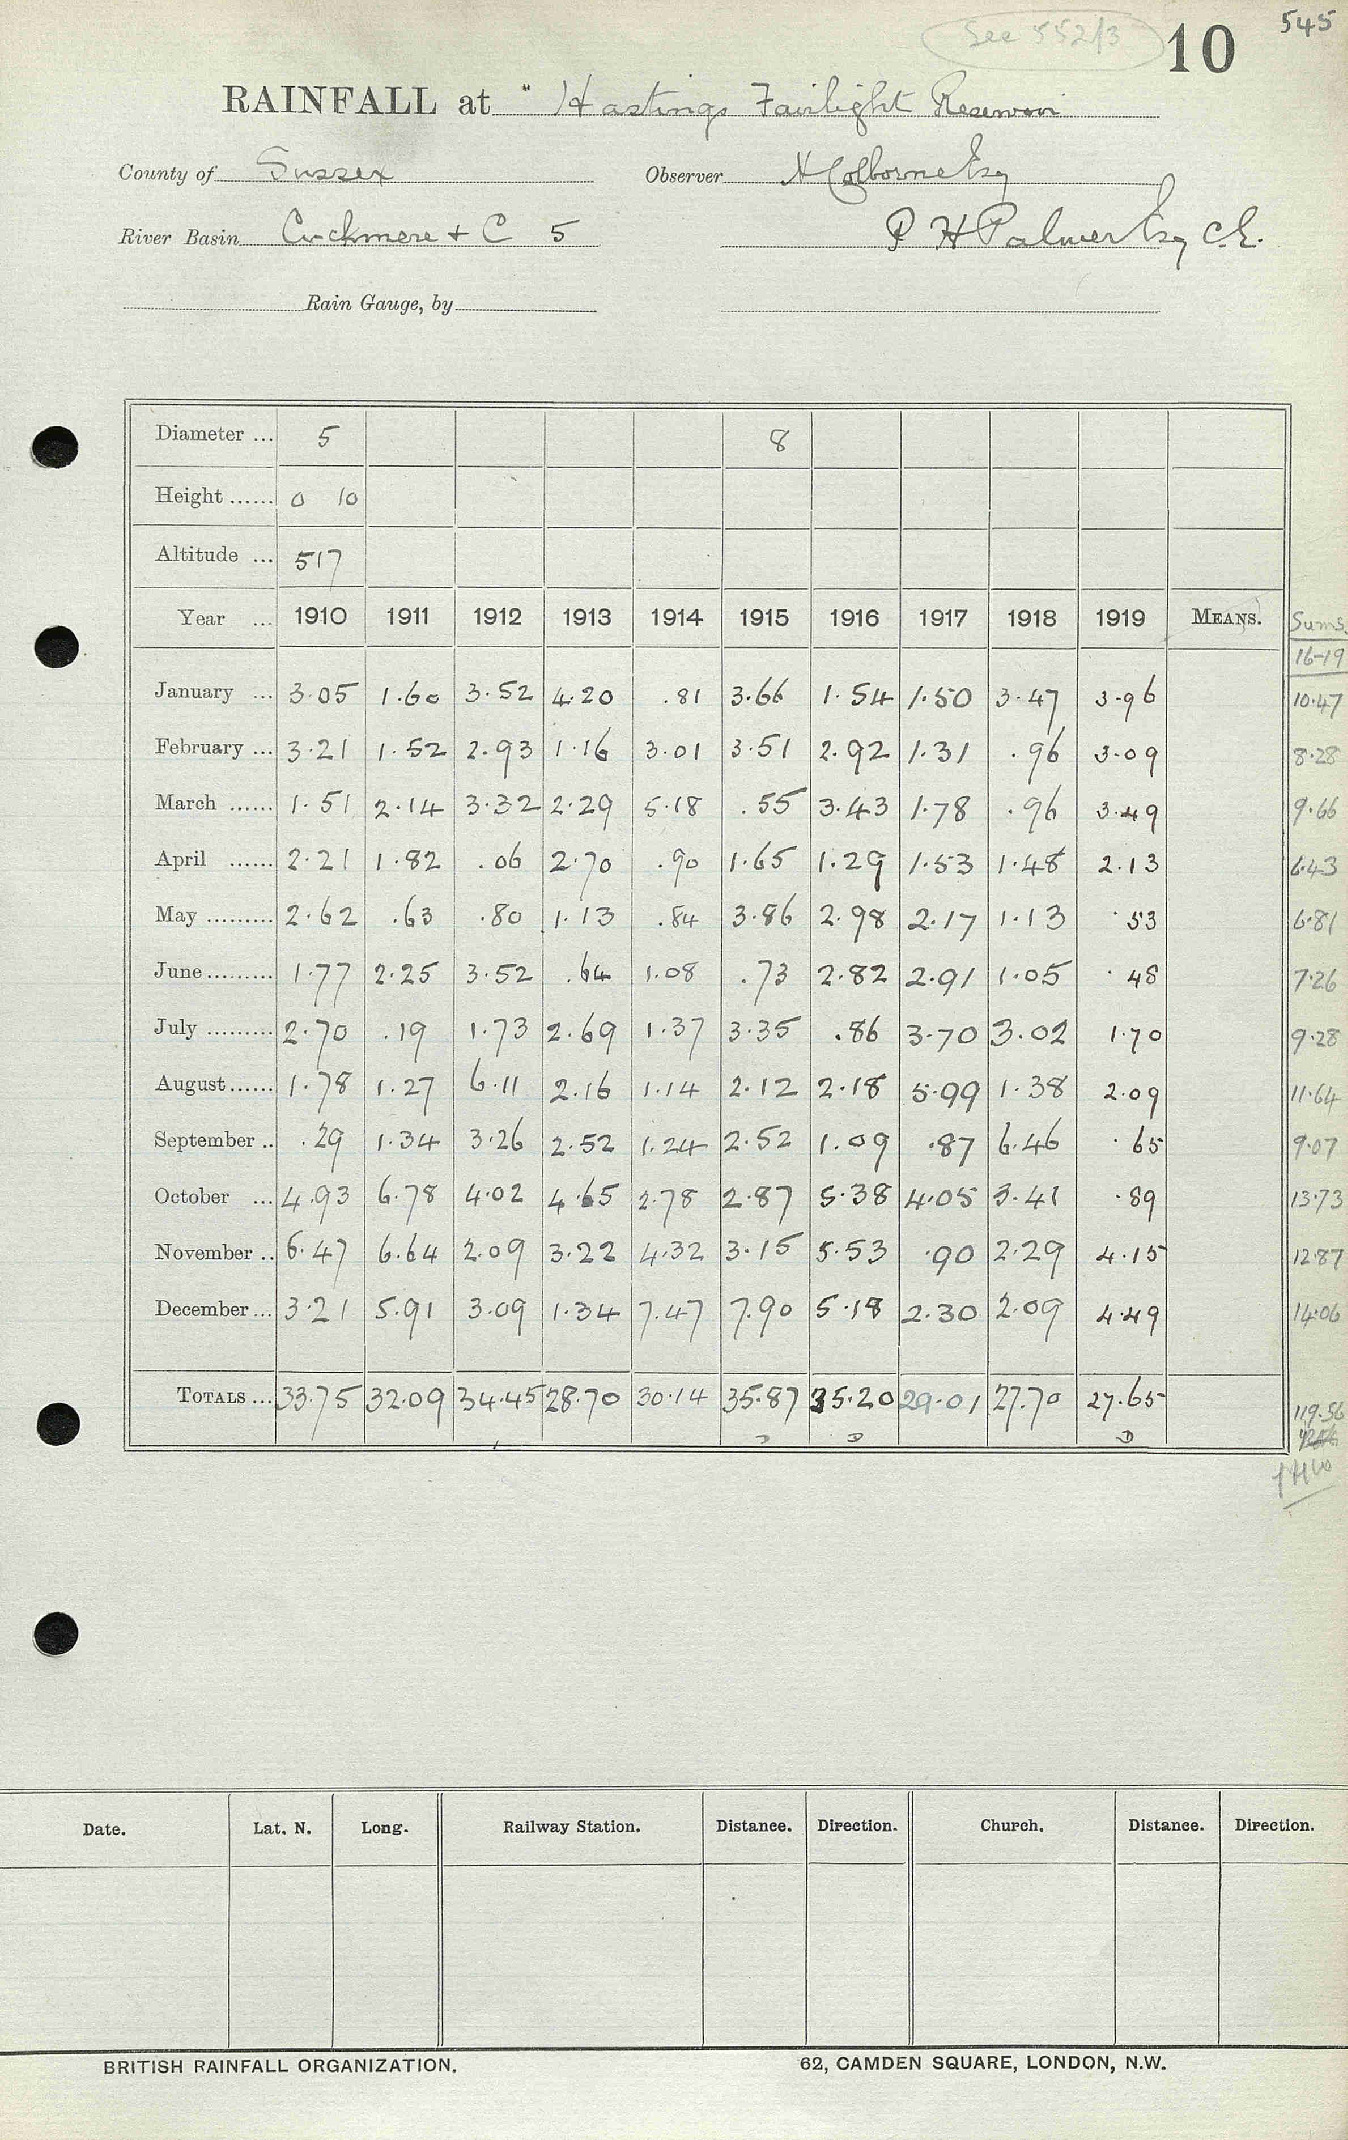 See 552/3 10 545
RAINFALL at " Hastings Fairlight Reservoir
County of Sussex Observer H Colborne Esq
River Basin Cuckmere + C 5 P H Palmer Esq C.E.
Rain Gauge, by
Diameter ... 5 8
Height ...... 0 10
Altitude ... 517
Year ... 1910 1911 1912 1913 1914 1915 1916 1917 1918 1919 MEANS. Sums
16-19
January ... 3.05 1.60 3.52 4.20 .81 3.66 1.54 1.50 3.47 3.96 10.47
February ... 3.21 1.52 2.93 1.16 3.01 3.51 2.92 1.31 .96 3.09 8.28
March ...... 1.51 2.14 3.32 2.29 5.18 .55 3.43 1.78 .96 3.49 9.66
April ...... 2.21 1.82 .06 2.70 .90 1.65 1.29 1.53 1.48 2.13 6.43
May ......... 2.62 .63 .80 1.13 .84 3.86 2.98 2.17 1.13 .53 6.81
June ......... 1.77 2.25 3.52 .64 1.08 .73 2.82 2.91 1.05 .48 7.26
July ......... 2.70 .19 1.73 2.69 1.37 3.35 .86 3.70 3.02 1.70 9.28
August ...... 1.78 1.27 6.11 2.16 1.14 2.12 2.18 5.99 1.38 2.09 11.64
September .. .29 1.34 3.26 2.52 1.24 2.52 1.09 .87 6.46 .65 9.07
October ... 4.93 6.78 4.02 4.65 2.78 2.87 5.38 4.05 3.41 .89 13.73
November .. 6.47 6.64 2.09 3.22 4.32 3.15 5.53 .90 2.29 4.15 12.87
December ... 3.21 5.91 3.09 1.34 7.47 7.90 5.18 2.30 2.09 4.49 14.06
TOTALS ... 33.75 32.09 34.45 28.70 30.14 35.87 35.20 29.01 27.70 27.65 119.56
Date. Lat. N. Long. Railway Station. Distance. Direction. Church. Distance. Direction.
BRITISH RAINFALL ORGANIZATION. 62, CAMDEN SQUARE, LONDON, N.W.